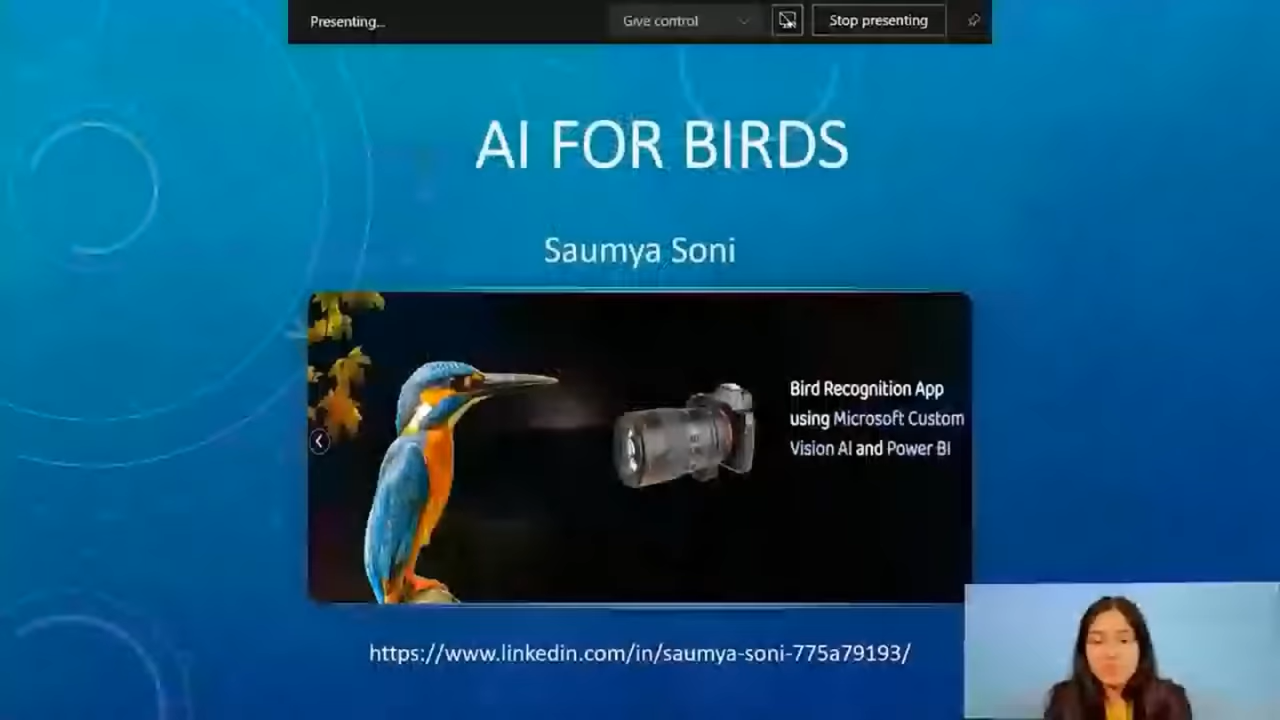 Presenting...
Give control
Stop presenting
AI FOR BIRDS
Saumya Soni
Bird Recognition App
using Microsoft Custom
Vision AI and Power BI
https://www.linkedin.com/in/saumya-soni-775a79193/